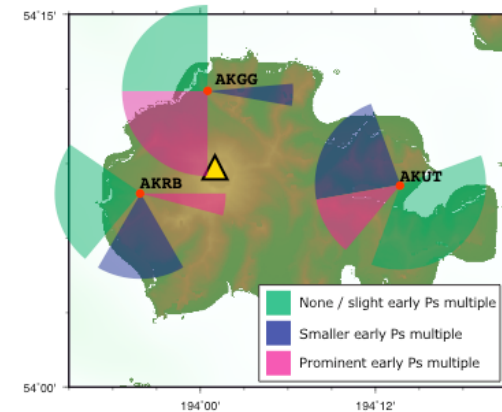 54°15'
AKGG
AKRB
AKUT
None / slight early Ps multiple
Smaller early Ps multiple
Prominent early Ps multiple
54°00'
194°00' 194°12'